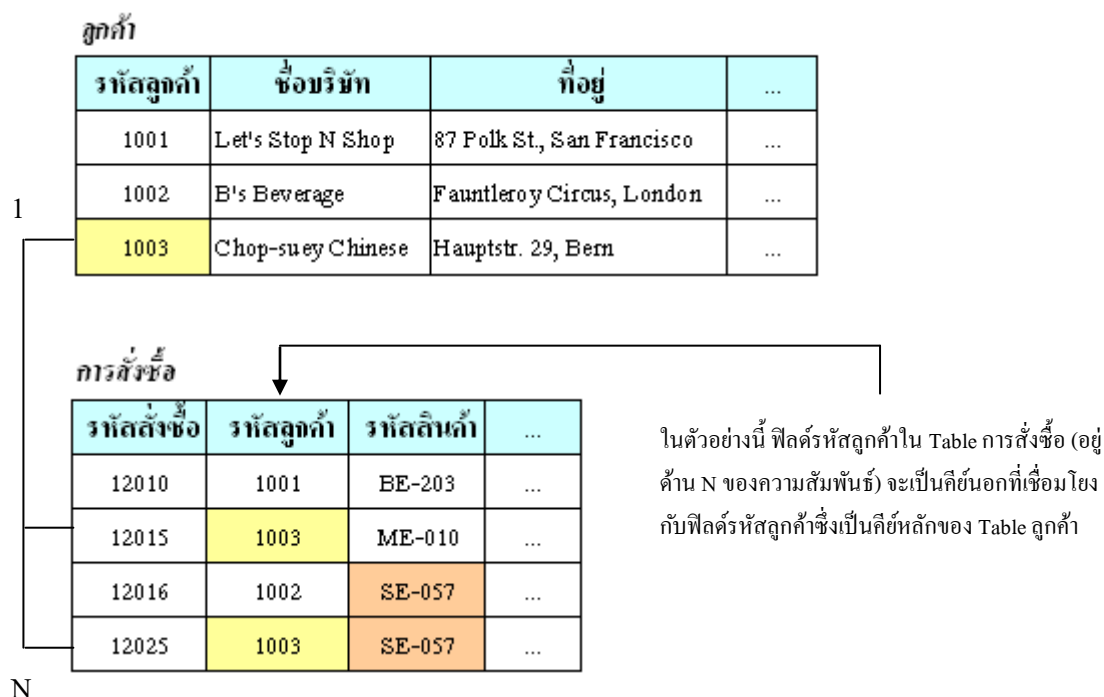 ลูกค้า
รหัสลูกค้า ชื่อบริษัท ที่อยู่ ...
1001 Let's Stop N Shop 87 Polk St., San Francisco ...
1002 B's Beverage Fauntleroy Circus, London ...
1
1003 Chop-suey Chinese Hauptstr. 29, Bern ...
การสั่งซื้อ
รหัสสั่งซื้อ รหัสลูกค้า รหัสสินค้า ...
12010 1001 BE-203 ...
12015 1003 ME-010 ...
12016 1002 SE-057 ...
12025 1003 SE-057 ...
N
ในตัวอย่างนี้ ฟิลด์รหัสลูกค้าใน Table การสั่งซื้อ (อยู่
ด้าน N ของความสัมพันธ์) จะเป็นคีย์นอกที่เชื่อมโยง
กับฟิลด์รหัสลูกค้าซึ่งเป็นคีย์หลักของ Table ลูกค้า